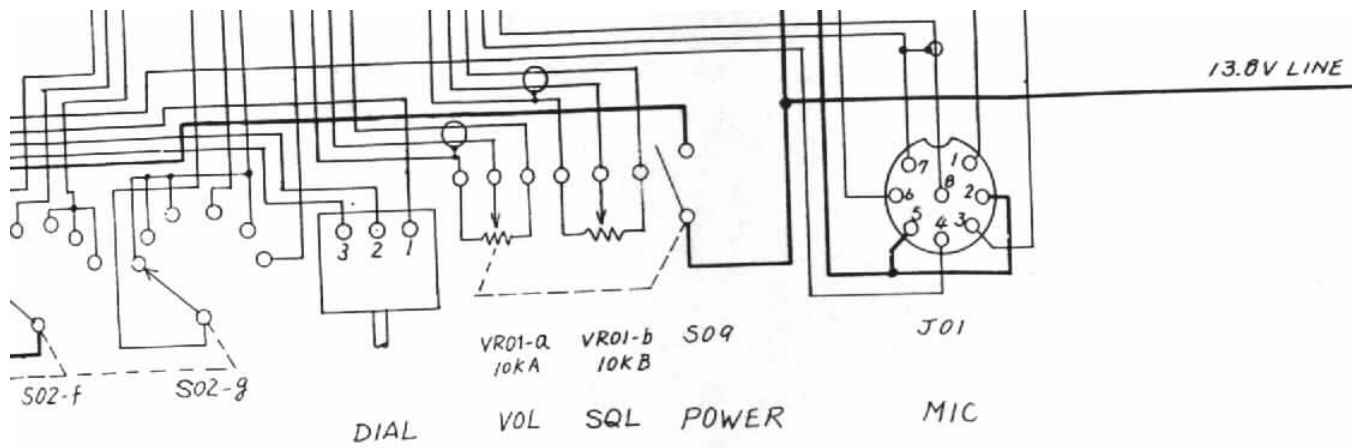 13.8V LINE
7
1
6
8
2
5
4
3
3 2 1
S02-f
S02-g
VR01-a
10KA
VR01-b
10KB
S09
J01
DIAL
VOL
SQL
POWER
MIC